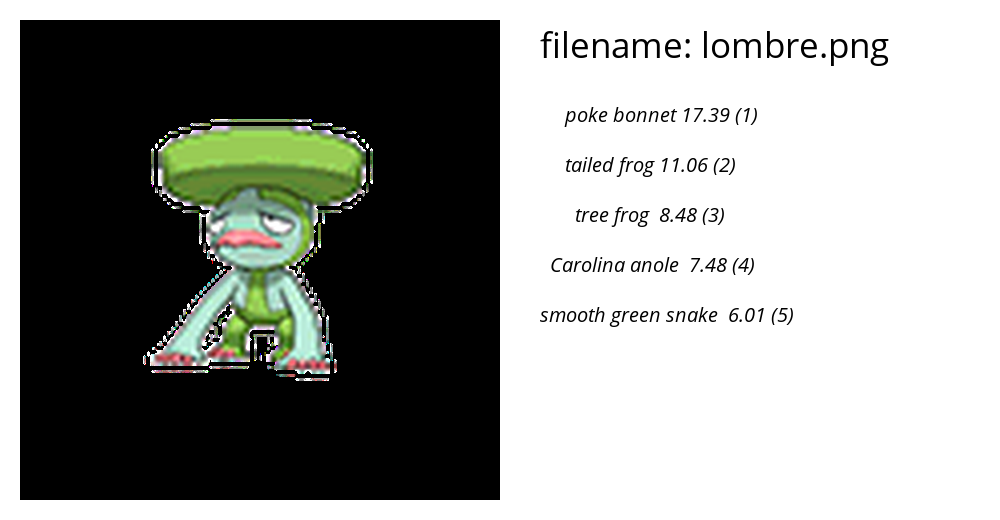 filename: lombre.png
poke bonnet 17.39 (1)
tailed frog 11.06 (2)
tree frog 8.48 (3)
Carolina anole 7.48 (4)
smooth green snake 6.01 (5)